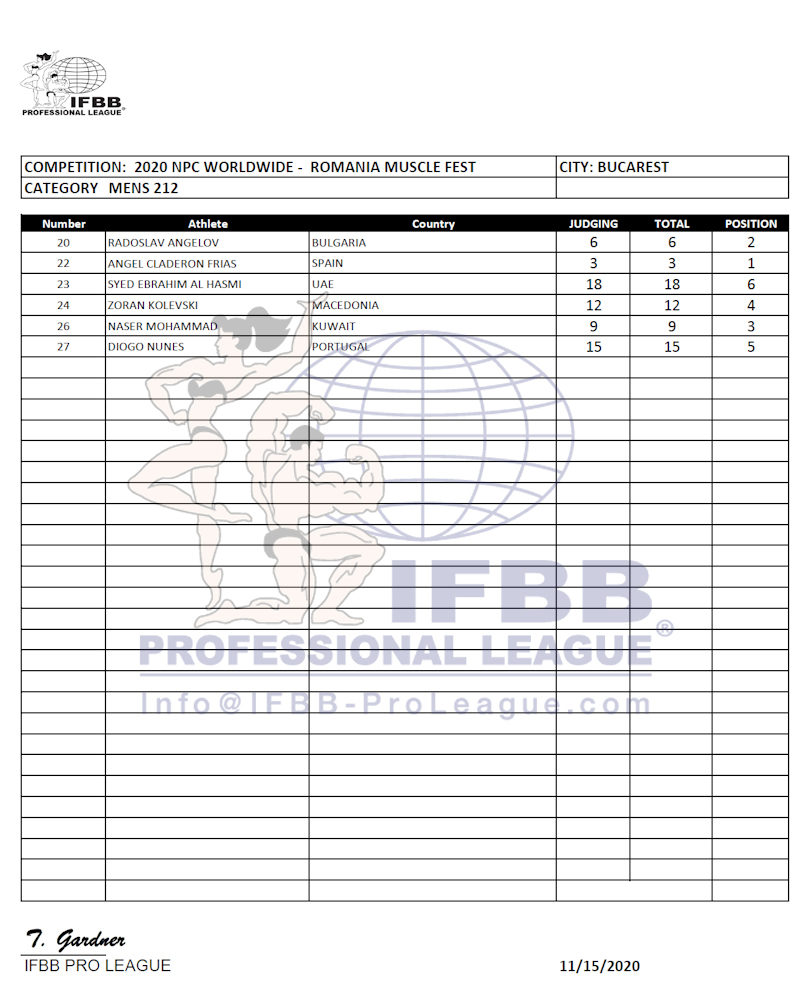 IFBB
PROFESSIONAL LEAGUE®
COMPETITION: 2020 NPC WORLDWIDE - ROMANIA MUSCLE FEST CITY: BUCAREST
CATEGORY MENS 212
Number Athlete Country JUDGING TOTAL POSITION
20 RADOSLAV ANGELOV BULGARIA 6 6 2
22 ANGEL CLADERON FRIAS SPAIN 3 3 1
23 SYED EBRAHIM AL HASMI UAE 18 18 6
24 ZORAN KOLEVSKI MACEDONIA 12 12 4
26 NASER MOHAMMAD KUWAIT 9 9 3
27 DIOGO NUNES PORTUGAL 15 15 5
IFBB
PROFESSIONAL LEAGUE®
Info@IFBB-ProLeague.com
T. Gardner
IFBB PRO LEAGUE 11/15/2020